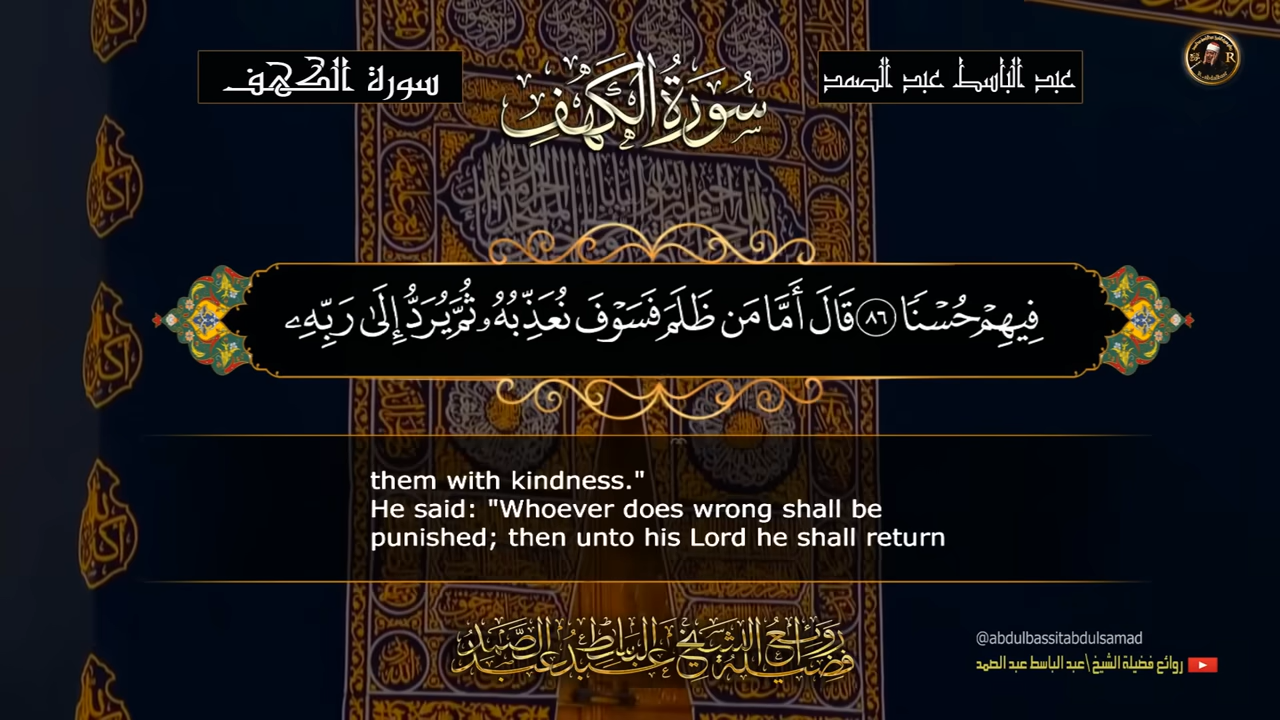 سورة الكهف
سُورَةُ الكَهْفِ
عبد الباسط عبد الصمد
R
فِيهِمۡ حُسۡنٗا ٨٦ قَالَ أَمَّا مَن ظَلَمَ فَسَوۡفَ نُعَذِّبُهُۥ ثُمَّ يُرَدُّ إِلَىٰ رَبِّهِۦ
them with kindness."
He said: "Whoever does wrong shall be
punished; then unto his Lord he shall return
روائع فضيلة الشيخ عبد الباسط عبد الصمد
@abdulbassitabdulsamad
روائع فضيلة الشيخ\عبد الباسط عبد الصمد